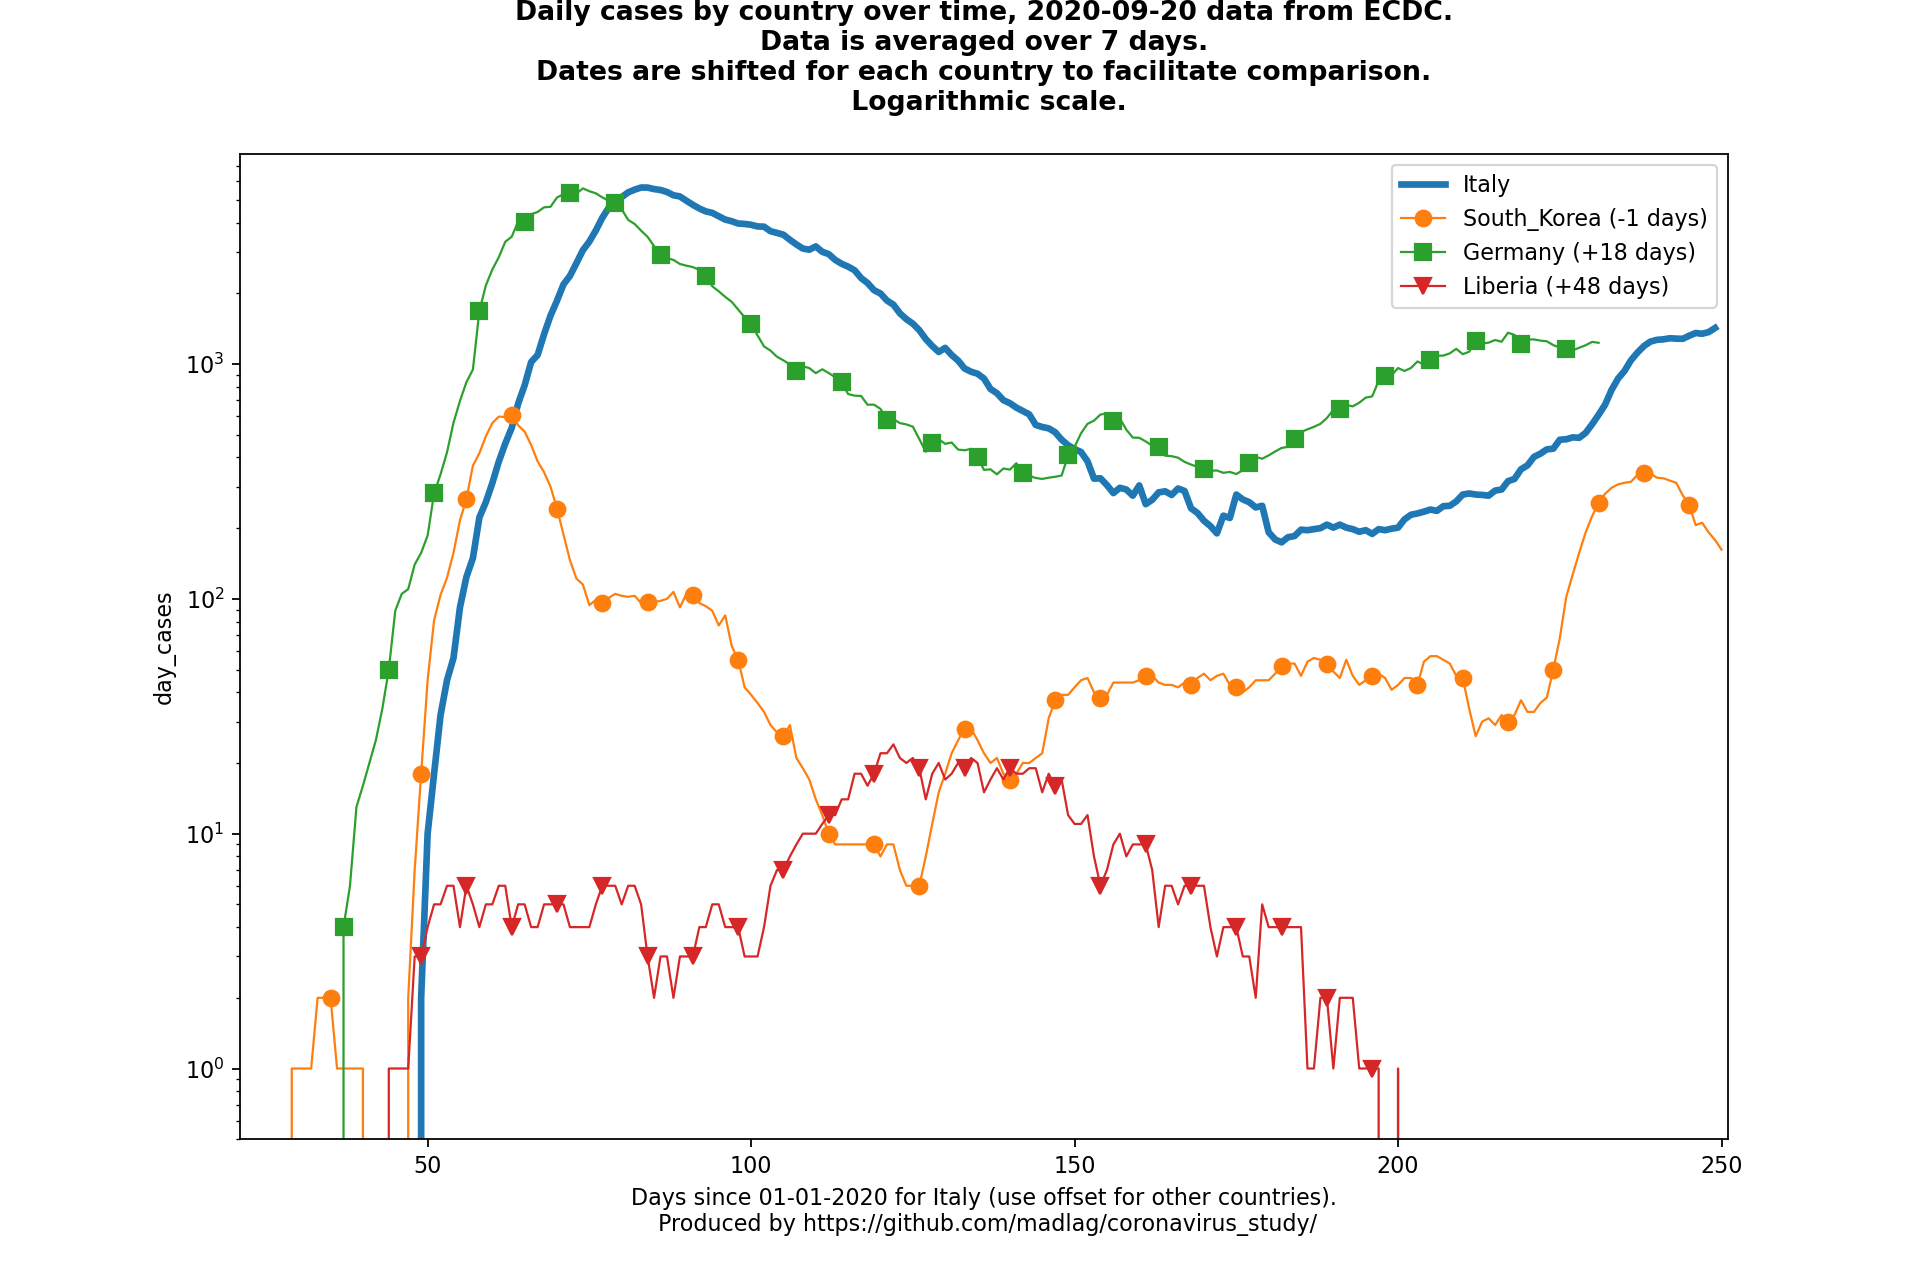 Daily cases by country over time, 2020-09-20 data from ECDC.
Data is averaged over 7 days.
Dates are shifted for each country to facilitate comparison.
Logarithmic scale.
Italy
South_Korea (-1 days)
Germany (+18 days)
Liberia (+48 days)
day_cases
10³
10²
10¹
10⁰
50 100 150 200 250
Days since 01-01-2020 for Italy (use offset for other countries).
Produced by https://github.com/madlag/coronavirus_study/